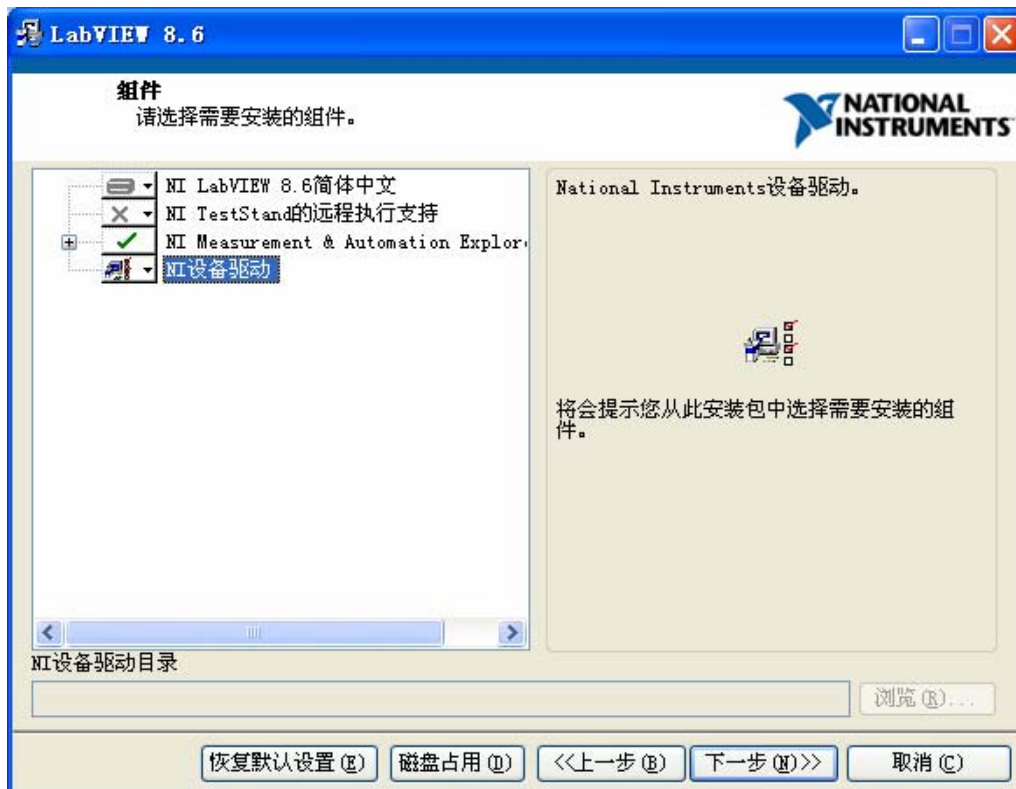 LabVIEW 8.6
组件
请选择需要安装的组件。
NATIONAL
INSTRUMENTS
NI LabVIEW 8.6简体中文
NI TestStand的远程执行支持
NI Measurement & Automation Explor
NI设备驱动
National Instruments设备驱动。
将会提示您从此安装包中选择需要安装的组
件。
NI设备驱动目录
浏览(R)...
恢复默认设置(E)
磁盘占用(D)
<<上一步(B)
下一步(N)>>
取消(C)